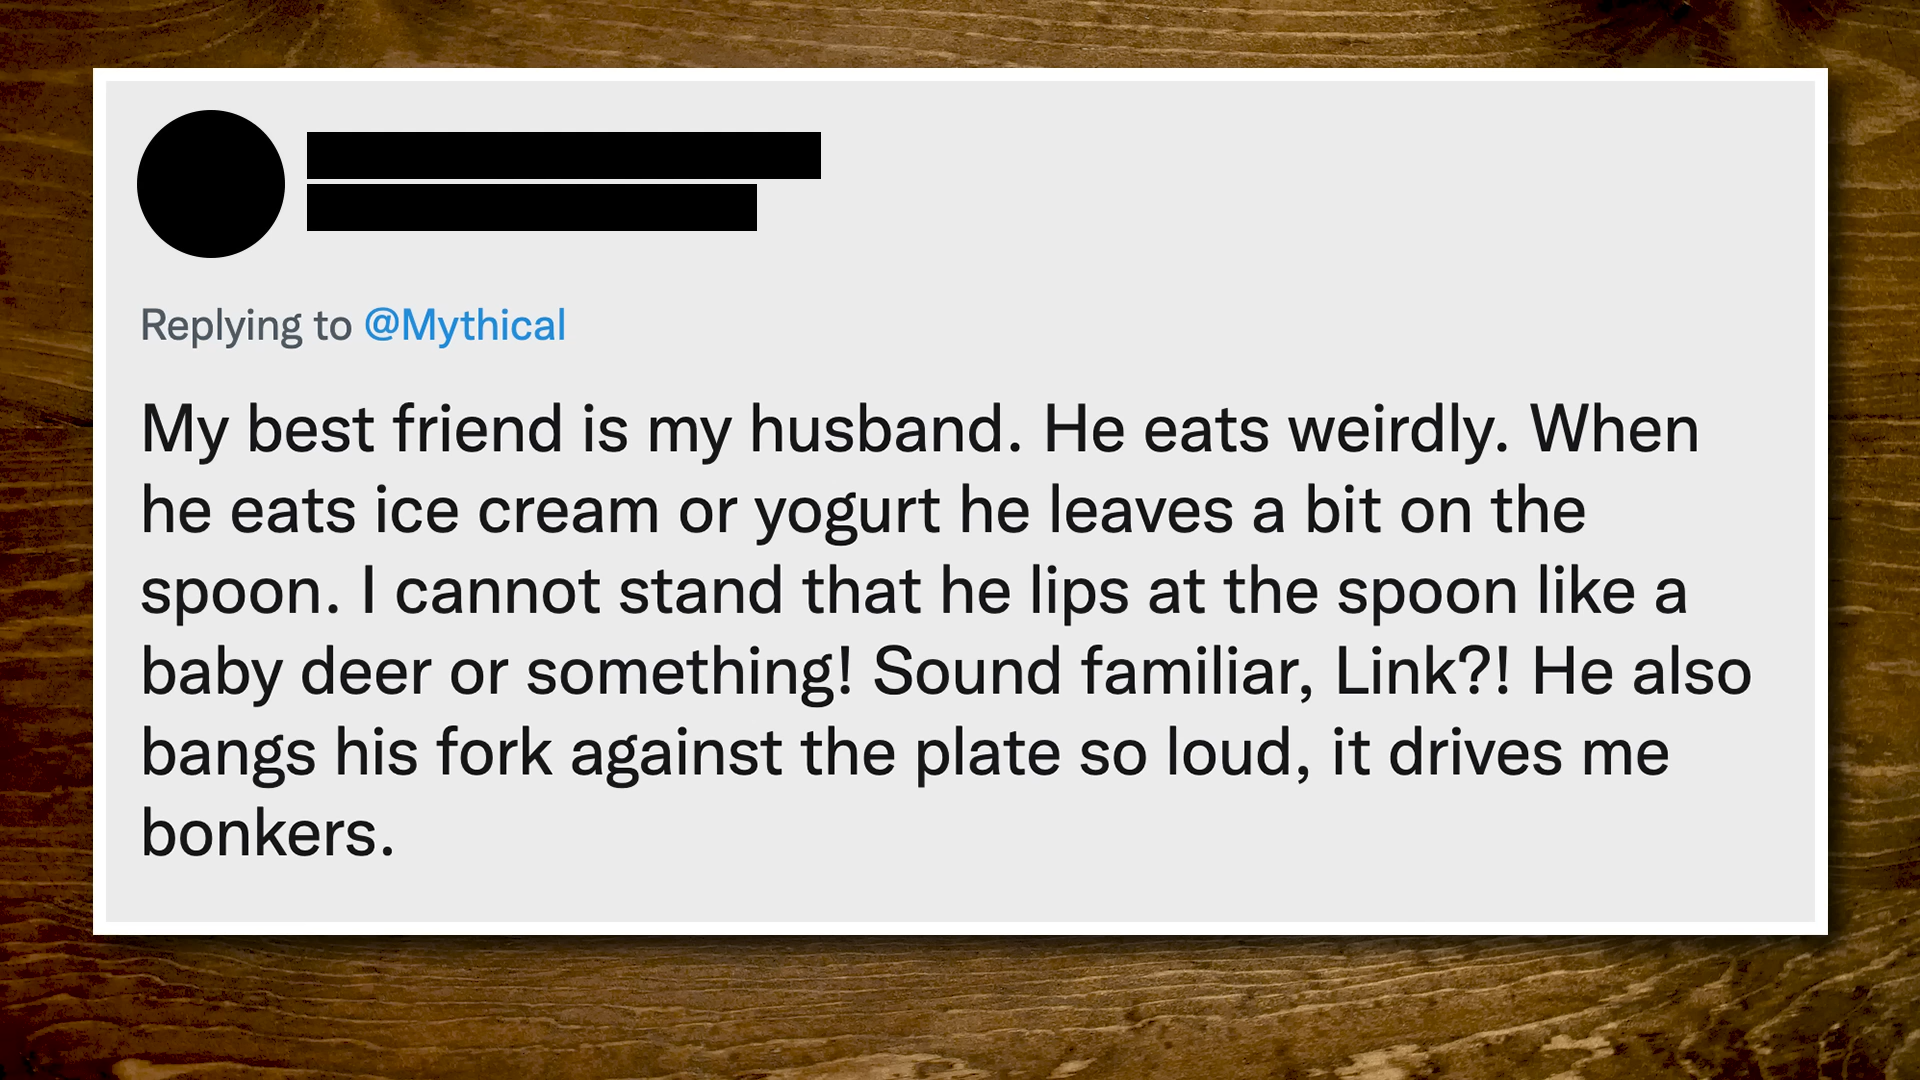 Replying to @Mythical
My best friend is my husband. He eats weirdly. When
he eats ice cream or yogurt he leaves a bit on the
spoon. I cannot stand that he lips at the spoon like a
baby deer or something! Sound familiar, Link?! He also
bangs his fork against the plate so loud, it drives me
bonkers.